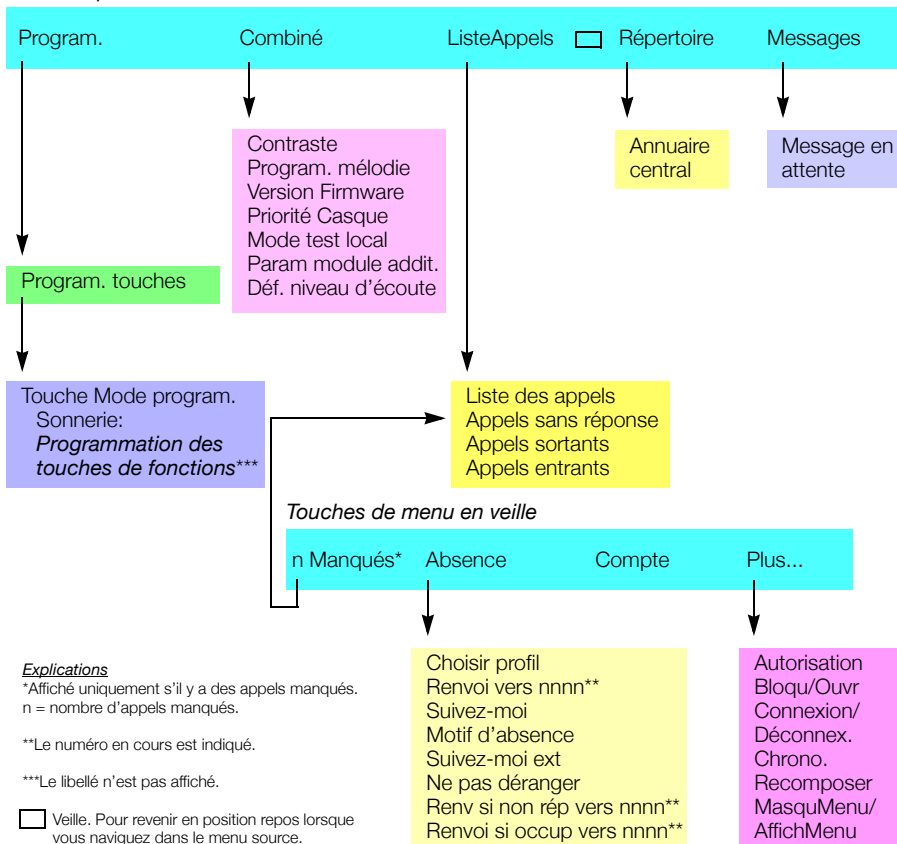 Program.
Combiné
ListeAppels
Répertoire
Messages
Contraste
Program. mélodie
Version Firmware
Priorité Casque
Mode test local
Param module addit.
Déf. niveau d'écoute
Annuaire
central
Message en
attente
Program. touches
Touche Mode program.
Sonnerie:
Programmation des
touches de fonctions***
Liste des appels
Appels sans réponse
Appels sortants
Appels entrants
Touches de menu en veille
n Manqués*
Absence
Compte
Plus...
Choisir profil
Renvoi vers nnnn**
Suivez-moi
Motif d'absence
Suivez-moi ext
Ne pas déranger
Renv si non rép vers nnnn**
Renvoi si occup vers nnnn**
Autorisation
Bloqu/Ouvr
Connexion/
Déconnex.
Chrono.
Recomposer
MasquMenu/
AffichMenu
Explications
*Affiché uniquement s'il y a des appels manqués.
n = nombre d'appels manqués.
**Le numéro en cours est indiqué.
***Le libellé n'est pas affiché.
Veille. Pour revenir en position repos lorsque
vous naviguez dans le menu source.